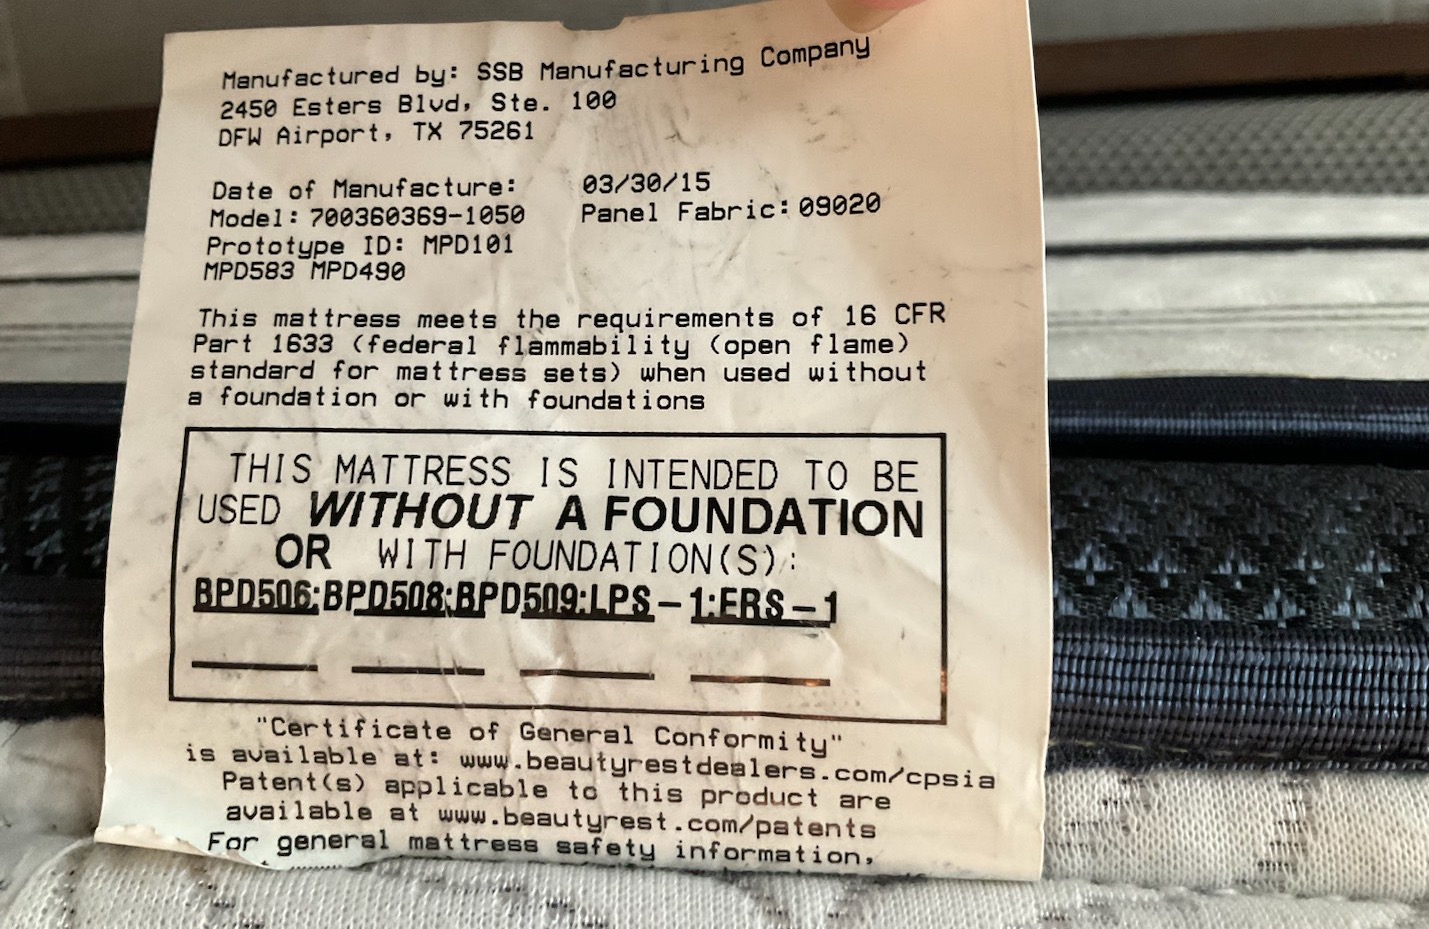 Manufactured by: SSB Manufacturing Company
2450 Esters Blvd, Ste. 100
DFW Airport, TX 75261
Date of Manufacture: 03/30/15
Model: 700360369-1050 Panel Fabric: 09020
Prototype ID: MPD101
MPD583 MPD490
This mattress meets the requirements of 16 CFR
Part 1633 (federal flammability (open flame)
standard for mattress sets) when used without
a foundation or with foundations
THIS MATTRESS IS INTENDED TO BE
USED WITHOUT A FOUNDATION
OR WITH FOUNDATION(S):
BPD506:BPD508:BPD509:LPS-1:ERS-1
"Certificate of General Conformity"
is available at: www.beautyrestdealers.com/cpsia
Patent(s) applicable to this product are
available at www.beautyrest.com/patents
For general mattress safety information,